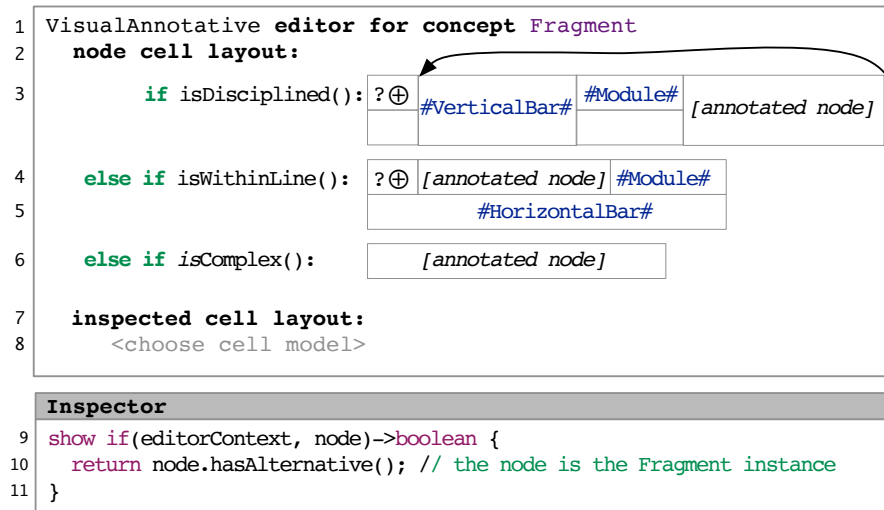 1 VisualAnnotative editor for concept Fragment
2 node cell layout:
3 if isDisciplined(): ?⊕ #VerticalBar# #Module# [annotated node]
4 else if isWithinLine(): ?⊕ [annotated node] #Module#
5 #HorizontalBar#
6 else if isComplex(): [annotated node]
7 inspected cell layout:
8 <choose cell model>
Inspector
9 show if(editorContext, node)->boolean {
10 return node.hasAlternative(); // the node is the Fragment instance
11 }